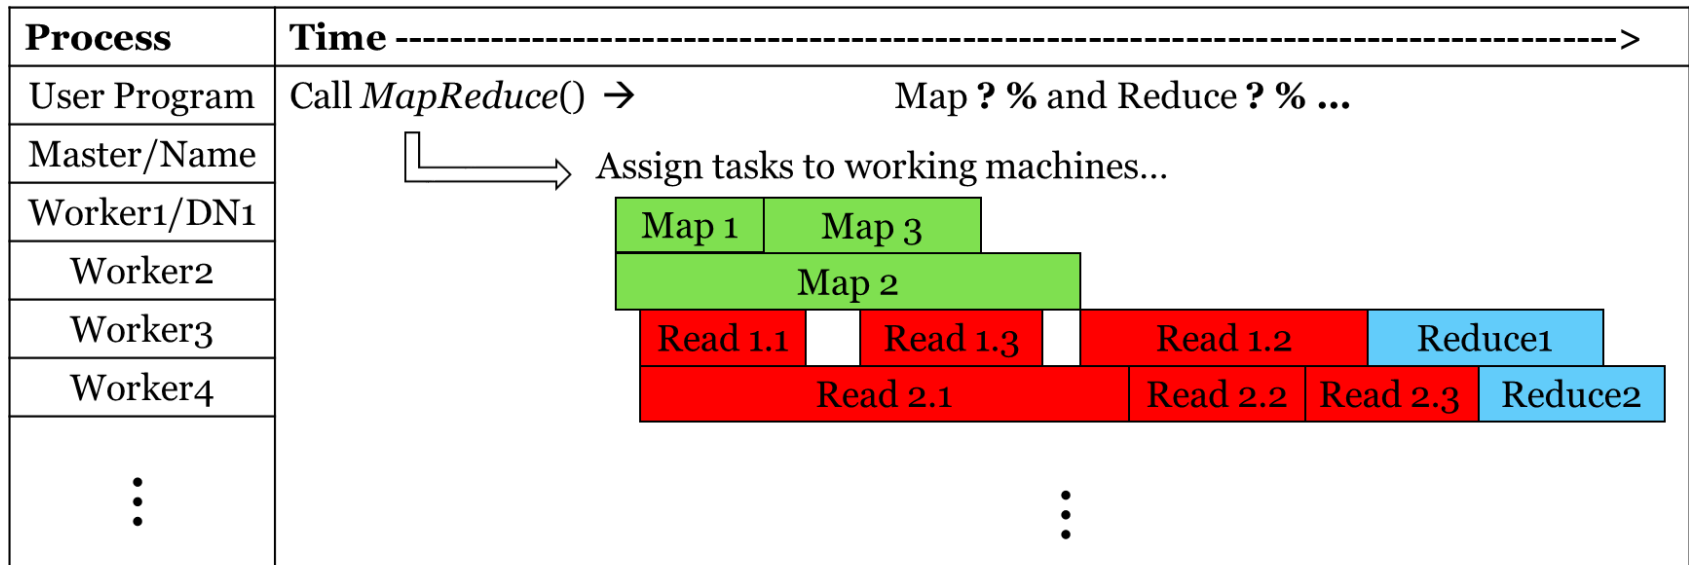 Process
Time ------------------------------------------------------------------------------------------>
User Program
Call MapReduce() →
Map ? % and Reduce ? % ...
Master/Name
Assign tasks to working machines...
Worker1/DN1
Map 1
Map 3
Worker2
Map 2
Worker3
Read 1.1
Read 1.3
Read 1.2
Reduce1
Worker4
Read 2.1
Read 2.2
Read 2.3
Reduce2